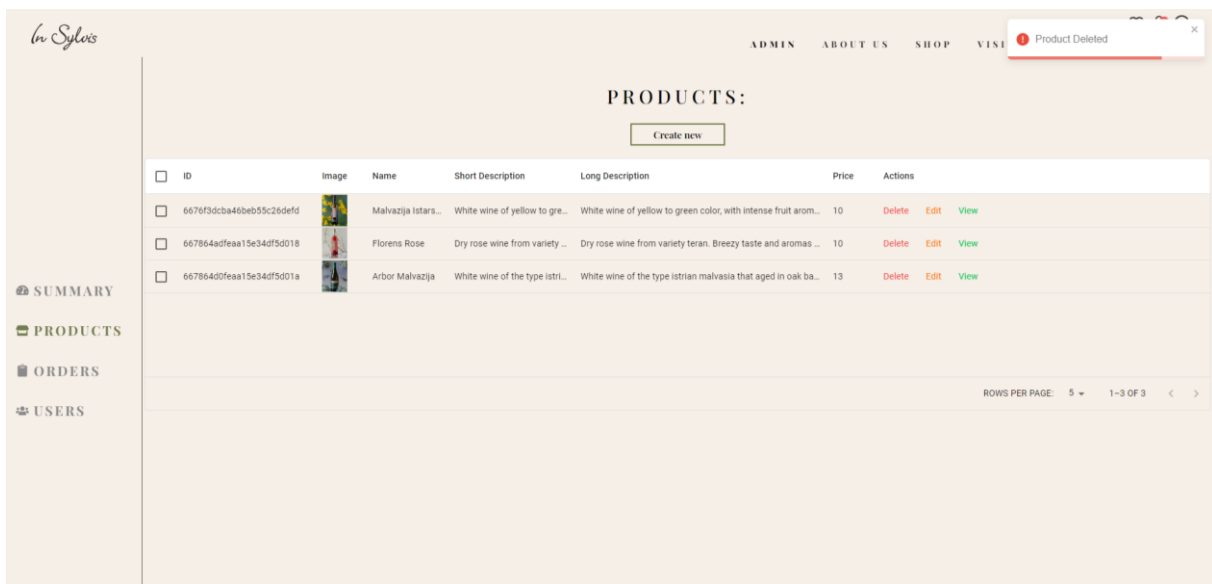 In Sylvis
ADMIN ABOUT US SHOP VISI
Product Deleted
PRODUCTS:
Create new
ID Image Name Short Description Long Description Price Actions
6676f3dcba46beb55c26defd Malvazija Istars... White wine of yellow to gre... White wine of yellow to green color, with intense fruit arom... 10 Delete Edit View
667864adfeaa15e34df5d018 Florens Rose Dry rose wine from variety ... Dry rose wine from variety teran. Breezy taste and aromas ... 10 Delete Edit View
667864d0feaa15e34df5d01a Arbor Malvazija White wine of the type istri... White wine of the type istrian malvasia that aged in oak ba... 13 Delete Edit View
SUMMARY
PRODUCTS
ORDERS
USERS
ROWS PER PAGE: 5 1–3 OF 3